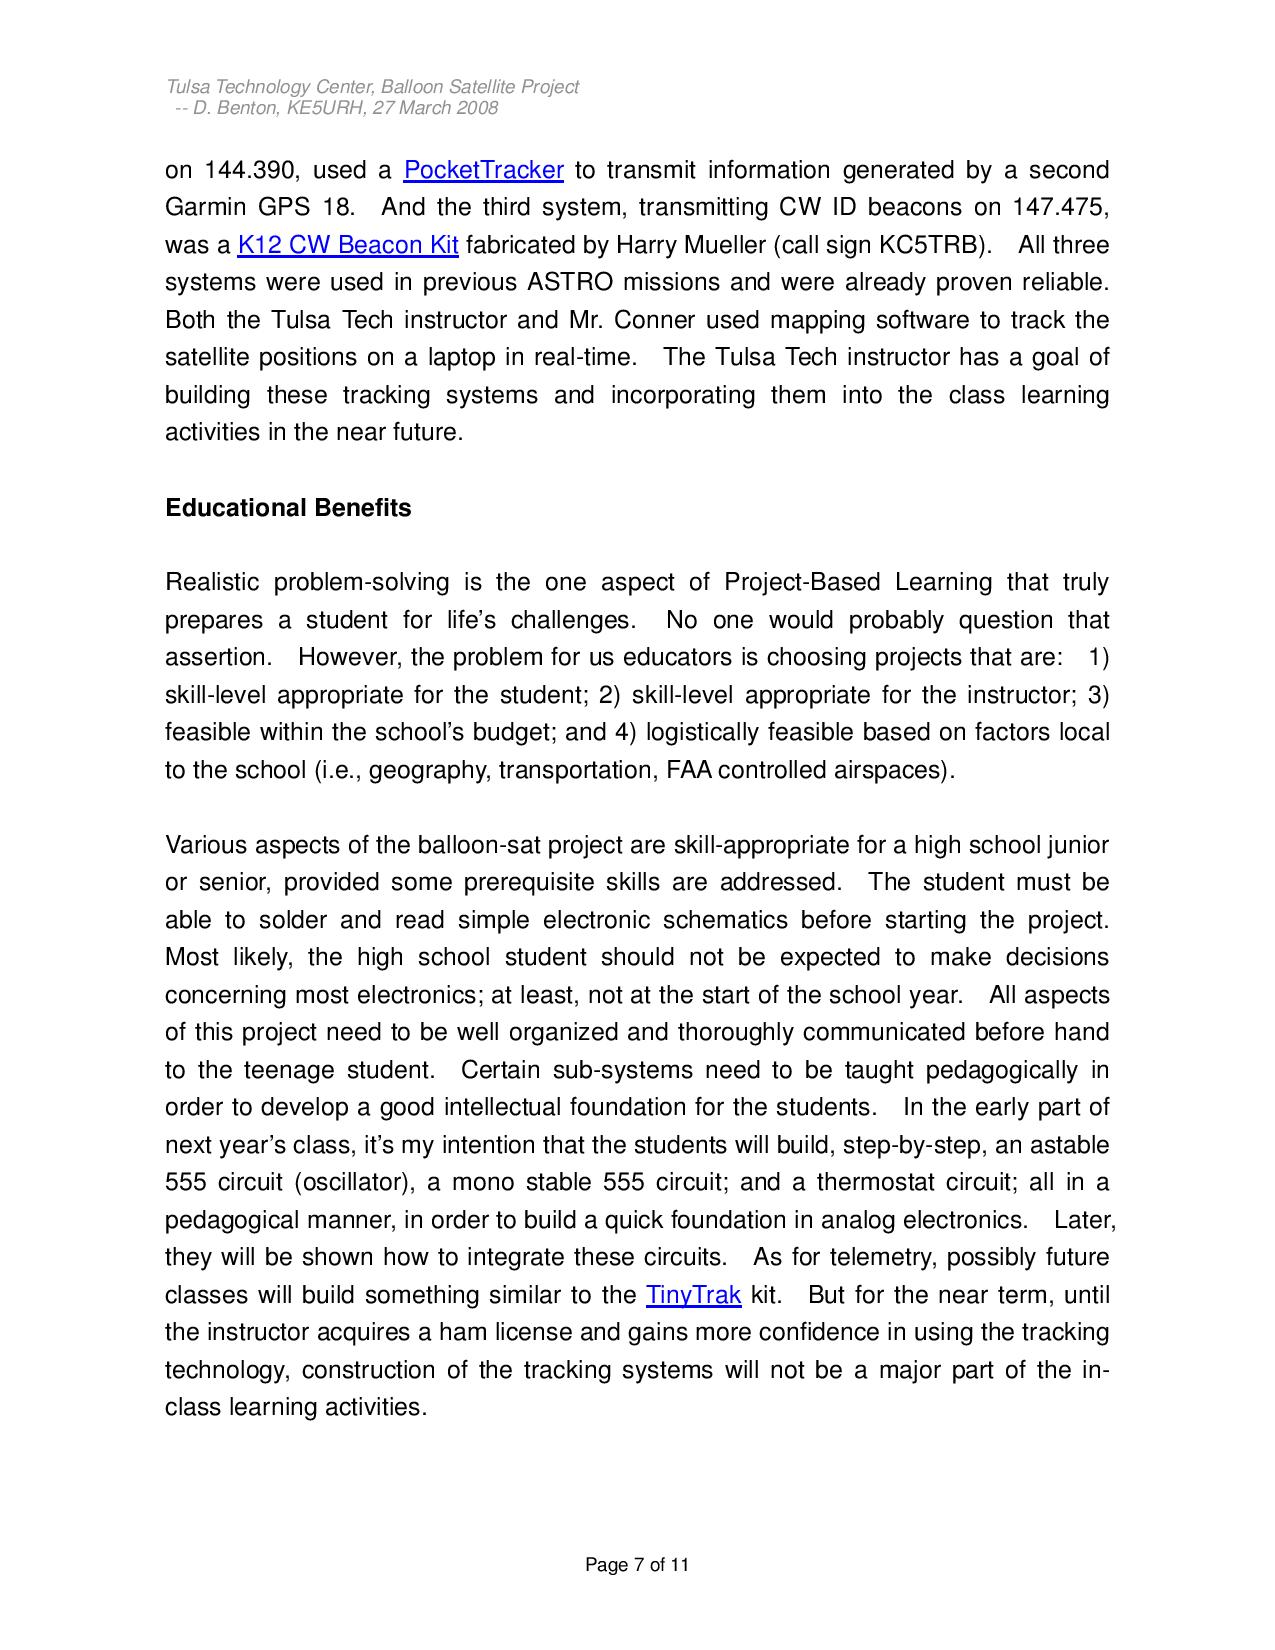 Tulsa Technology Center, Balloon Satellite Project
-- D. Benton, KE5URH, 27 March 2008
on 144.390, used a PocketTracker to transmit information generated by a second
Garmin GPS 18. And the third system, transmitting CW ID beacons on 147.475,
was a K12 CW Beacon Kit fabricated by Harry Mueller (call sign KC5TRB). All three
systems were used in previous ASTRO missions and were already proven reliable.
Both the Tulsa Tech instructor and Mr. Conner used mapping software to track the
satellite positions on a laptop in real-time. The Tulsa Tech instructor has a goal of
building these tracking systems and incorporating them into the class learning
activities in the near future.
Educational Benefits
Realistic problem-solving is the one aspect of Project-Based Learning that truly
prepares a student for life's challenges. No one would probably question that
assertion. However, the problem for us educators is choosing projects that are: 1)
skill-level appropriate for the student; 2) skill-level appropriate for the instructor; 3)
feasible within the school's budget; and 4) logistically feasible based on factors local
to the school (i.e., geography, transportation, FAA controlled airspaces).
Various aspects of the balloon-sat project are skill-appropriate for a high school junior
or senior, provided some prerequisite skills are addressed. The student must be
able to solder and read simple electronic schematics before starting the project.
Most likely, the high school student should not be expected to make decisions
concerning most electronics; at least, not at the start of the school year. All aspects
of this project need to be well organized and thoroughly communicated before hand
to the teenage student. Certain sub-systems need to be taught pedagogically in
order to develop a good intellectual foundation for the students. In the early part of
next year's class, it's my intention that the students will build, step-by-step, an astable
555 circuit (oscillator), a mono stable 555 circuit; and a thermostat circuit; all in a
pedagogical manner, in order to build a quick foundation in analog electronics. Later,
they will be shown how to integrate these circuits. As for telemetry, possibly future
classes will build something similar to the TinyTrak kit. But for the near term, until
the instructor acquires a ham license and gains more confidence in using the tracking
technology, construction of the tracking systems will not be a major part of the in-
class learning activities.
Page 7 of 11